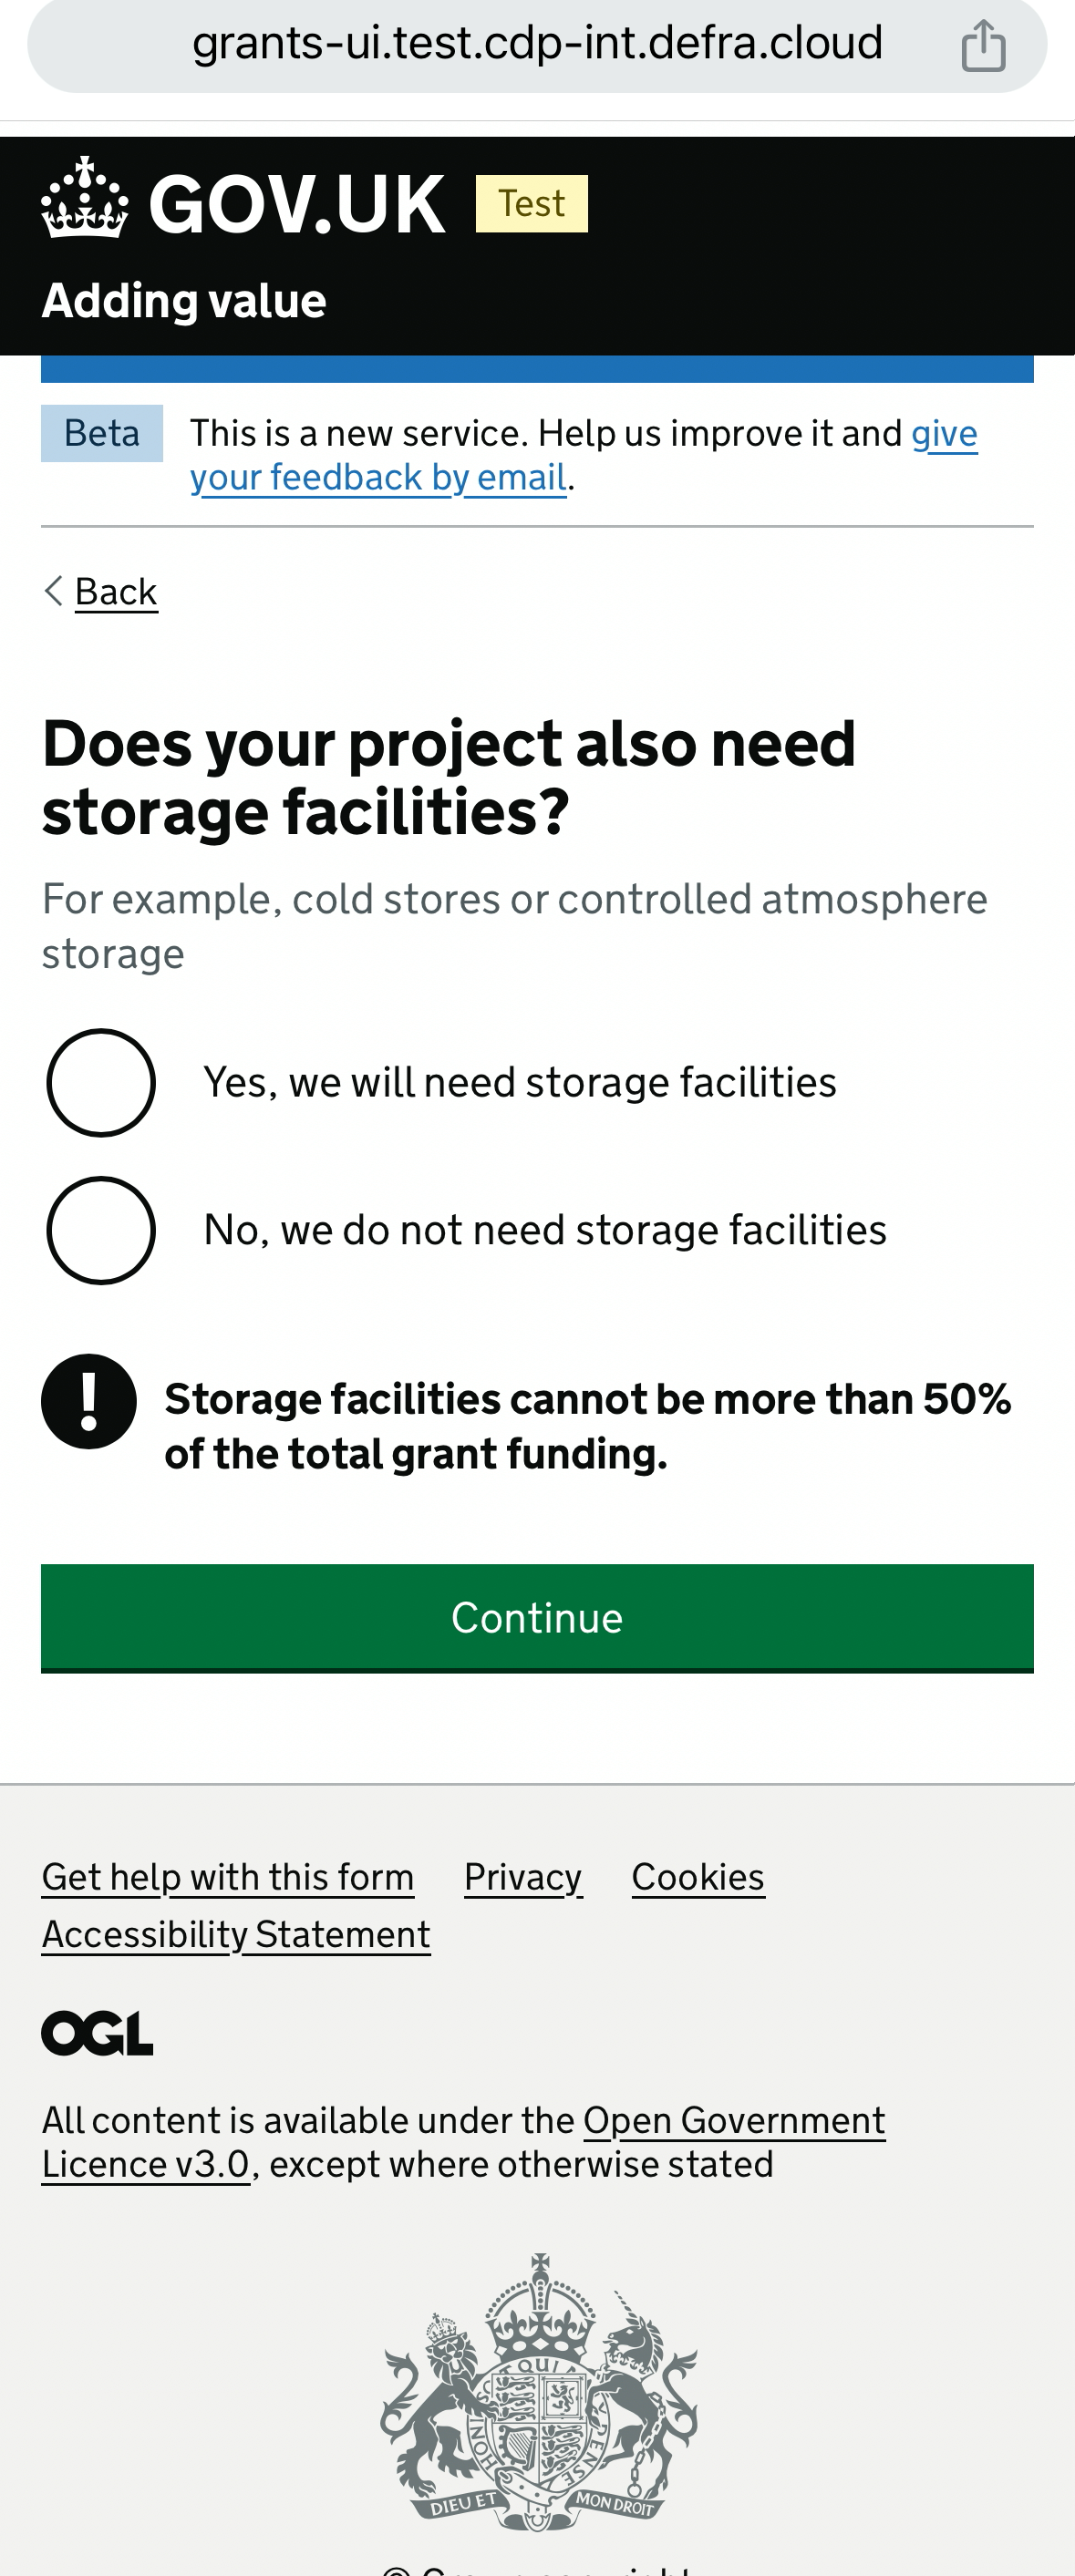 grants-ui.test.cdp-int.defra.cloud
GOV.UK Test
Adding value
Beta This is a new service. Help us improve it and give
your feedback by email.
Back
Does your project also need
storage facilities?
For example, cold stores or controlled atmosphere
storage
Yes, we will need storage facilities
No, we do not need storage facilities
! Storage facilities cannot be more than 50%
of the total grant funding.
Continue
Get help with this form Privacy Cookies
Accessibility Statement
OGL
All content is available under the Open Government
Licence v3.0, except where otherwise stated
DIEU ET MON DROIT